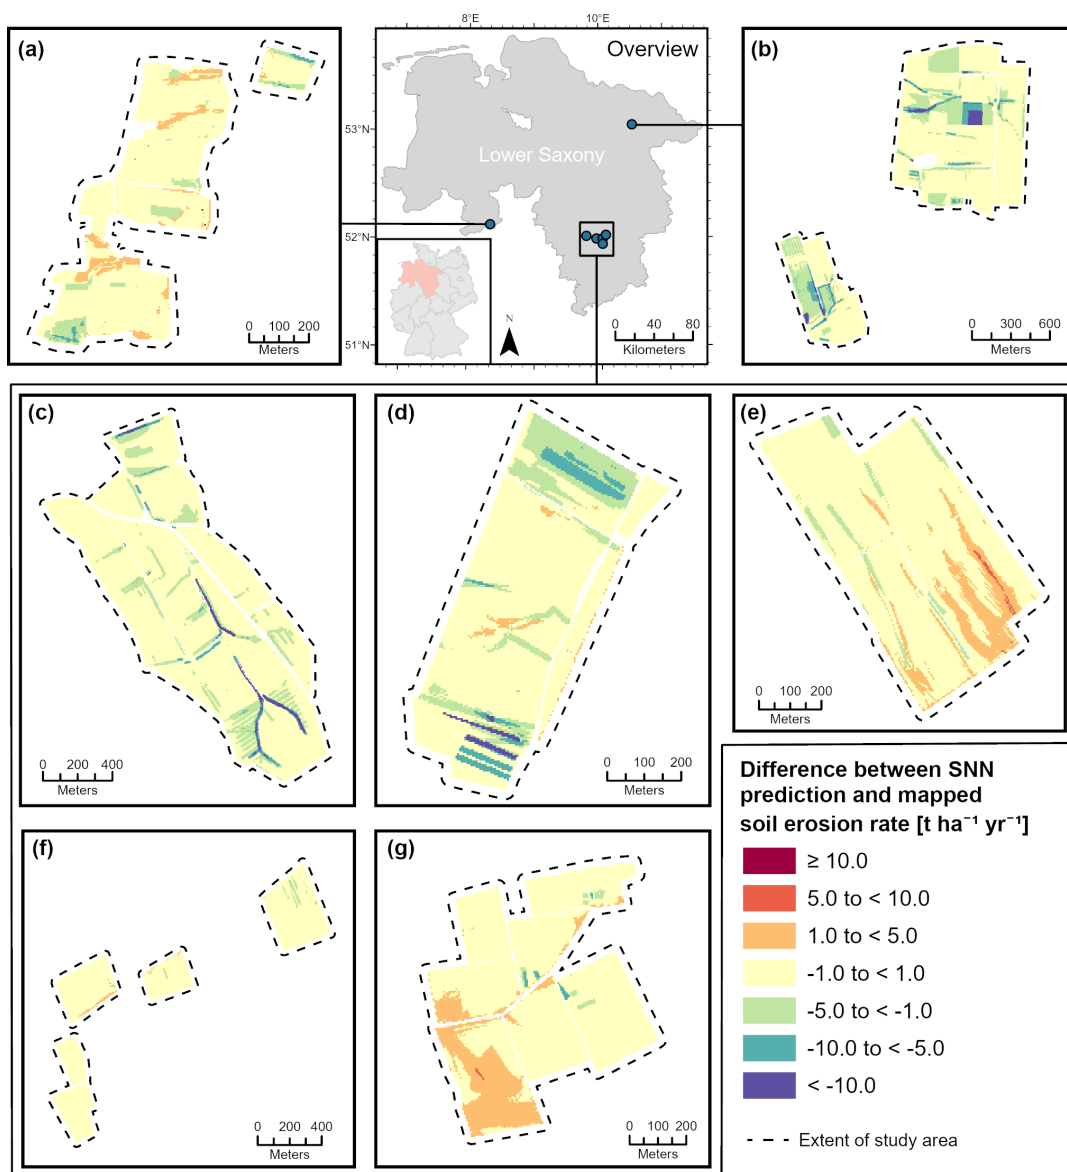 (a)
0 100 200
Meters
8°E
10°E
Overview
53°N
52°N
51°N
Lower Saxony
N
0 40 80
Kilometers
(b)
0 300 600
Meters
(c)
0 200 400
Meters
(d)
0 100 200
Meters
(e)
0 100 200
Meters
(f)
0 200 400
Meters
(g)
0 100 200
Meters
Difference between SNN
prediction and mapped
soil erosion rate [t ha⁻¹ yr⁻¹]
≥ 10.0
5.0 to < 10.0
1.0 to < 5.0
-1.0 to < 1.0
-5.0 to < -1.0
-10.0 to < -5.0
< -10.0
Extent of study area